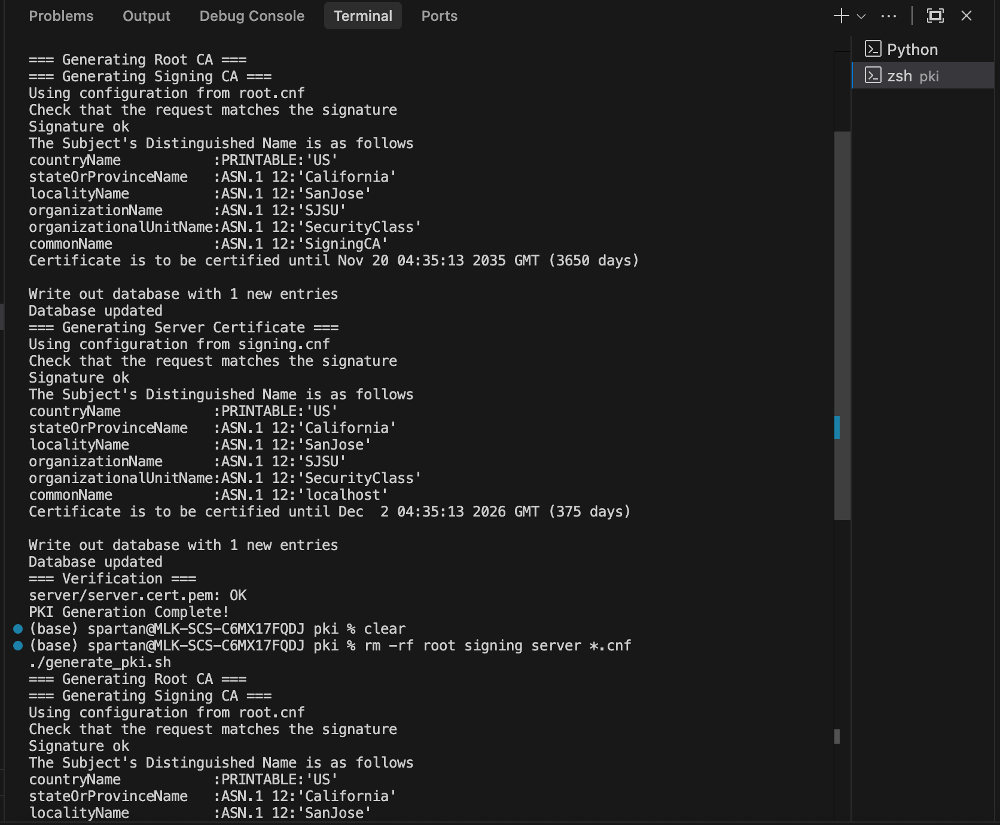 Problems Output Debug Console Terminal Ports
Python
zsh pki
=== Generating Root CA ===
=== Generating Signing CA ===
Using configuration from root.cnf
Check that the request matches the signature
Signature ok
The Subject's Distinguished Name is as follows
countryName           :PRINTABLE:'US'
stateOrProvinceName   :ASN.1 12:'California'
localityName          :ASN.1 12:'SanJose'
organizationName      :ASN.1 12:'SJSU'
organizationalUnitName:ASN.1 12:'SecurityClass'
commonName            :ASN.1 12:'SigningCA'
Certificate is to be certified until Nov 20 04:35:13 2035 GMT (3650 days)

Write out database with 1 new entries
Database updated
=== Generating Server Certificate ===
Using configuration from signing.cnf
Check that the request matches the signature
Signature ok
The Subject's Distinguished Name is as follows
countryName           :PRINTABLE:'US'
stateOrProvinceName   :ASN.1 12:'California'
localityName          :ASN.1 12:'SanJose'
organizationName      :ASN.1 12:'SJSU'
organizationalUnitName:ASN.1 12:'SecurityClass'
commonName            :ASN.1 12:'localhost'
Certificate is to be certified until Dec  2 04:35:13 2026 GMT (375 days)

Write out database with 1 new entries
Database updated
=== Verification ===
server/server.cert.pem: OK
PKI Generation Complete!
(base) spartan@MLK-SCS-C6MX17FQDJ pki % clear
(base) spartan@MLK-SCS-C6MX17FQDJ pki % rm -rf root signing server *.cnf
./generate_pki.sh
=== Generating Root CA ===
=== Generating Signing CA ===
Using configuration from root.cnf
Check that the request matches the signature
Signature ok
The Subject's Distinguished Name is as follows
countryName           :PRINTABLE:'US'
stateOrProvinceName   :ASN.1 12:'California'
localityName          :ASN.1 12:'SanJose'